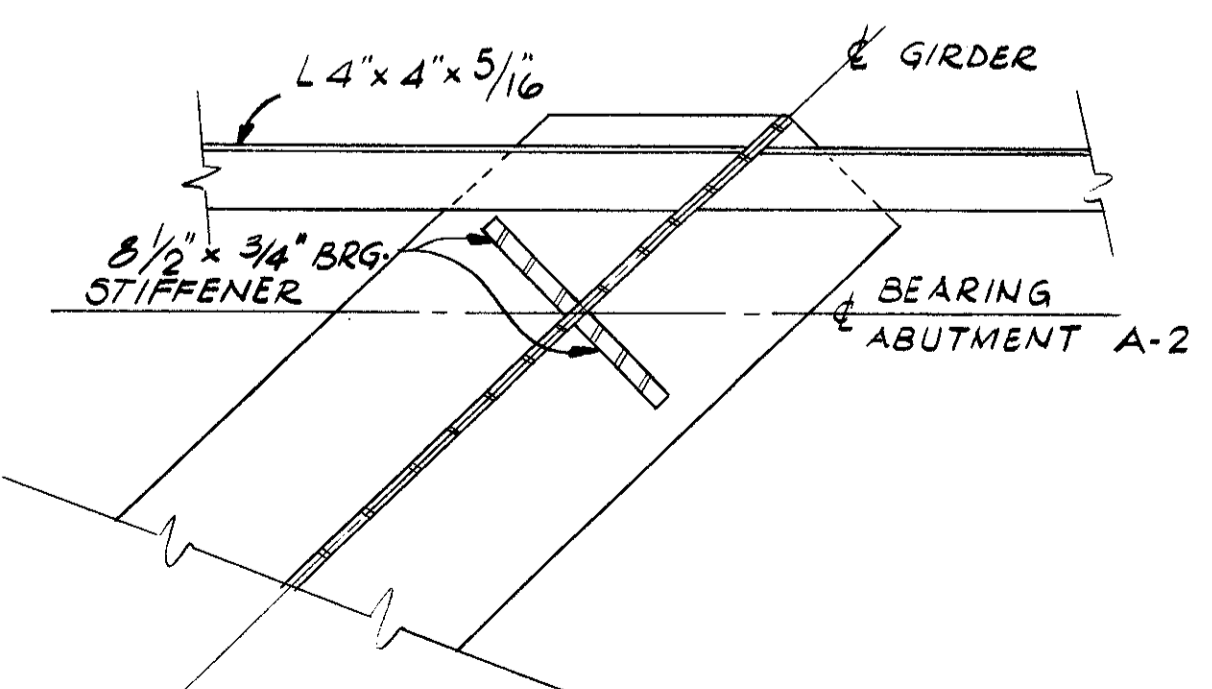 L 4" x 4" x 5/16"
℄ GIRDER
8 1/2" x 3/4" BRG.
STIFFENER
℄ BEARING
ABUTMENT A-2